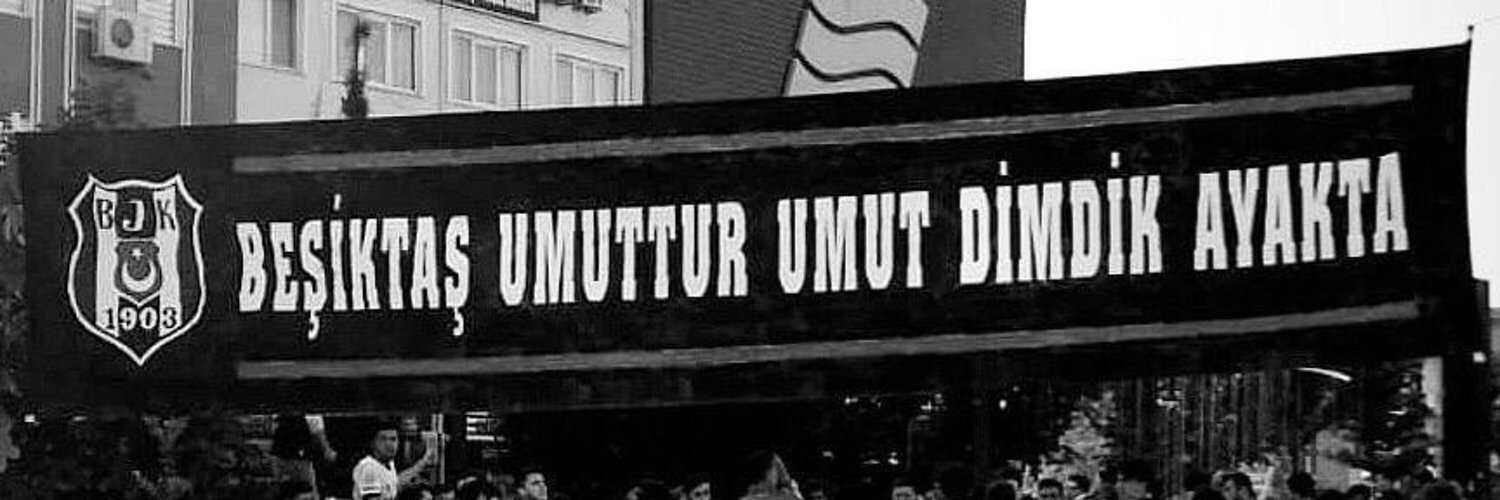 BJK
1903
BEŞİKTAŞ UMUTTUR UMUT DİMDİK AYAKTA